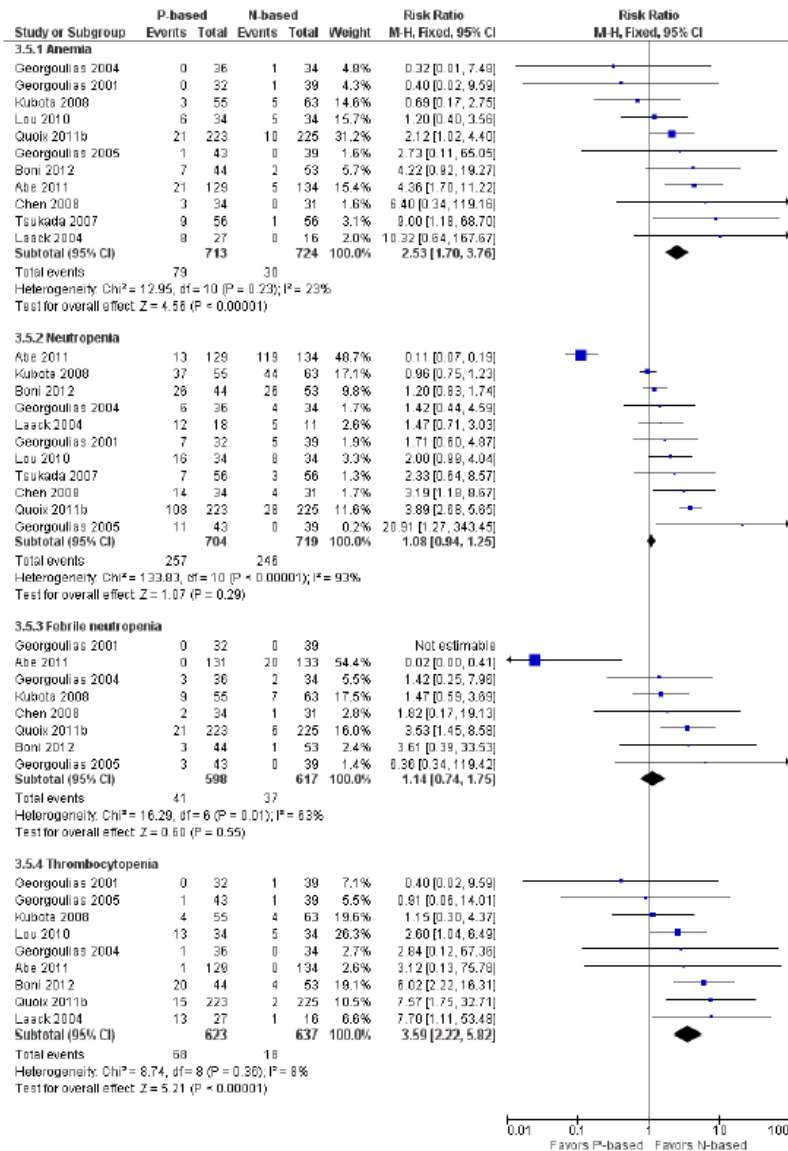 P-based N-based Risk Ratio Risk Ratio
Study or Subgroup Events Total Events Total Weight M-H, Fixed, 95% CI M-H, Fixed, 95% CI
3.5.1 Anemia
Georgoulias 2004 0 36 1 34 4.8% 0.32 [0.01, 7.48]
Georgoulias 2001 0 32 1 39 4.3% 0.40 [0.02, 9.59]
Kubota 2008 3 55 5 63 14.6% 0.69 [0.17, 2.75]
Lou 2010 6 34 5 34 15.7% 1.20 [0.40, 3.56]
Quoix 2011b 21 223 10 225 31.2% 2.12 [1.02, 4.40]
Georgoulias 2005 1 43 0 39 1.6% 2.73 [0.11, 65.05]
Boni 2012 7 44 2 53 5.7% 4.22 [0.92, 19.27]
Abe 2011 21 129 5 134 15.4% 4.36 [1.70, 11.22]
Chen 2008 3 34 0 31 1.6% 6.40 [0.34, 119.16]
Tsukada 2007 9 56 1 56 3.1% 9.00 [1.18, 68.70]
Laack 2004 8 27 0 16 2.0% 10.32 [0.64, 167.67]
Subtotal (95% CI) 713 724 100.0% 2.53 [1.70, 3.76]
Total events 79 30
Heterogeneity: Chi² = 12.95, df = 10 (P = 0.23); I² = 23%
Test for overall effect: Z = 4.56 (P < 0.00001)
3.5.2 Neutropenia
Abe 2011 13 129 119 134 48.7% 0.11 [0.07, 0.19]
Kubota 2008 37 55 44 63 17.1% 0.96 [0.75, 1.23]
Boni 2012 26 44 26 53 9.8% 1.20 [0.83, 1.74]
Georgoulias 2004 6 36 4 34 1.7% 1.42 [0.44, 4.59]
Laack 2004 12 18 5 11 2.6% 1.47 [0.71, 3.03]
Georgoulias 2001 7 32 5 39 1.9% 1.71 [0.60, 4.87]
Lou 2010 16 34 8 34 3.3% 2.00 [0.99, 4.04]
Tsukada 2007 7 56 3 56 1.2% 2.33 [0.64, 8.57]
Chen 2008 14 34 4 31 1.7% 3.19 [1.18, 8.67]
Quoix 2011b 108 223 28 225 11.6% 3.89 [2.68, 5.65]
Georgoulias 2005 11 43 0 39 0.2% 20.91 [1.27, 343.45]
Subtotal (95% CI) 704 719 100.0% 1.08 [0.94, 1.25]
Total events 257 246
Heterogeneity: Chi² = 133.83, df = 10 (P < 0.00001); I² = 93%
Test for overall effect: Z = 1.07 (P = 0.29)
3.5.3 Febrile neutropenia
Georgoulias 2001 0 32 0 39 Not estimable
Abe 2011 0 131 20 133 54.4% 0.02 [0.00, 0.41]
Georgoulias 2004 3 36 2 34 5.5% 1.42 [0.25, 7.96]
Kubota 2008 9 55 7 63 17.5% 1.47 [0.59, 3.69]
Chen 2008 2 34 1 31 2.8% 1.82 [0.17, 19.13]
Quoix 2011b 21 223 6 225 16.0% 3.53 [1.45, 8.58]
Boni 2012 3 44 1 53 2.4% 3.61 [0.39, 33.53]
Georgoulias 2005 3 43 0 39 6.36 [0.34, 119.42]
Subtotal (95% CI) 598 617 100.0% 1.14 [0.74, 1.75]
Total events 41 37
Heterogeneity: Chi² = 16.29, df = 6 (P = 0.01); I² = 63%
Test for overall effect: Z = 0.60 (P = 0.55)
3.5.4 Thrombocytopenia
Georgoulias 2001 0 32 1 39 7.1% 0.40 [0.02, 9.59]
Georgoulias 2005 1 43 1 39 5.5% 0.91 [0.06, 14.01]
Kubota 2008 4 55 4 63 19.6% 1.15 [0.30, 4.37]
Lou 2010 13 34 5 34 26.3% 2.60 [1.04, 6.49]
Georgoulias 2004 1 36 0 34 2.7% 2.84 [0.12, 67.36]
Abe 2011 1 129 0 134 2.6% 3.12 [0.13, 75.78]
Boni 2012 20 44 4 53 19.1% 6.02 [2.22, 16.31]
Quoix 2011b 15 223 2 225 10.5% 7.57 [1.75, 32.71]
Laack 2004 13 27 1 16 6.6% 7.70 [1.11, 53.48]
Subtotal (95% CI) 623 637 100.0% 3.59 [2.22, 5.82]
Total events 68 18
Heterogeneity: Chi² = 8.74, df = 8 (P = 0.36); I² = 8%
Test for overall effect: Z = 5.21 (P < 0.00001)
0.01 0.1 1 10 100
Favors P-based Favors N-based